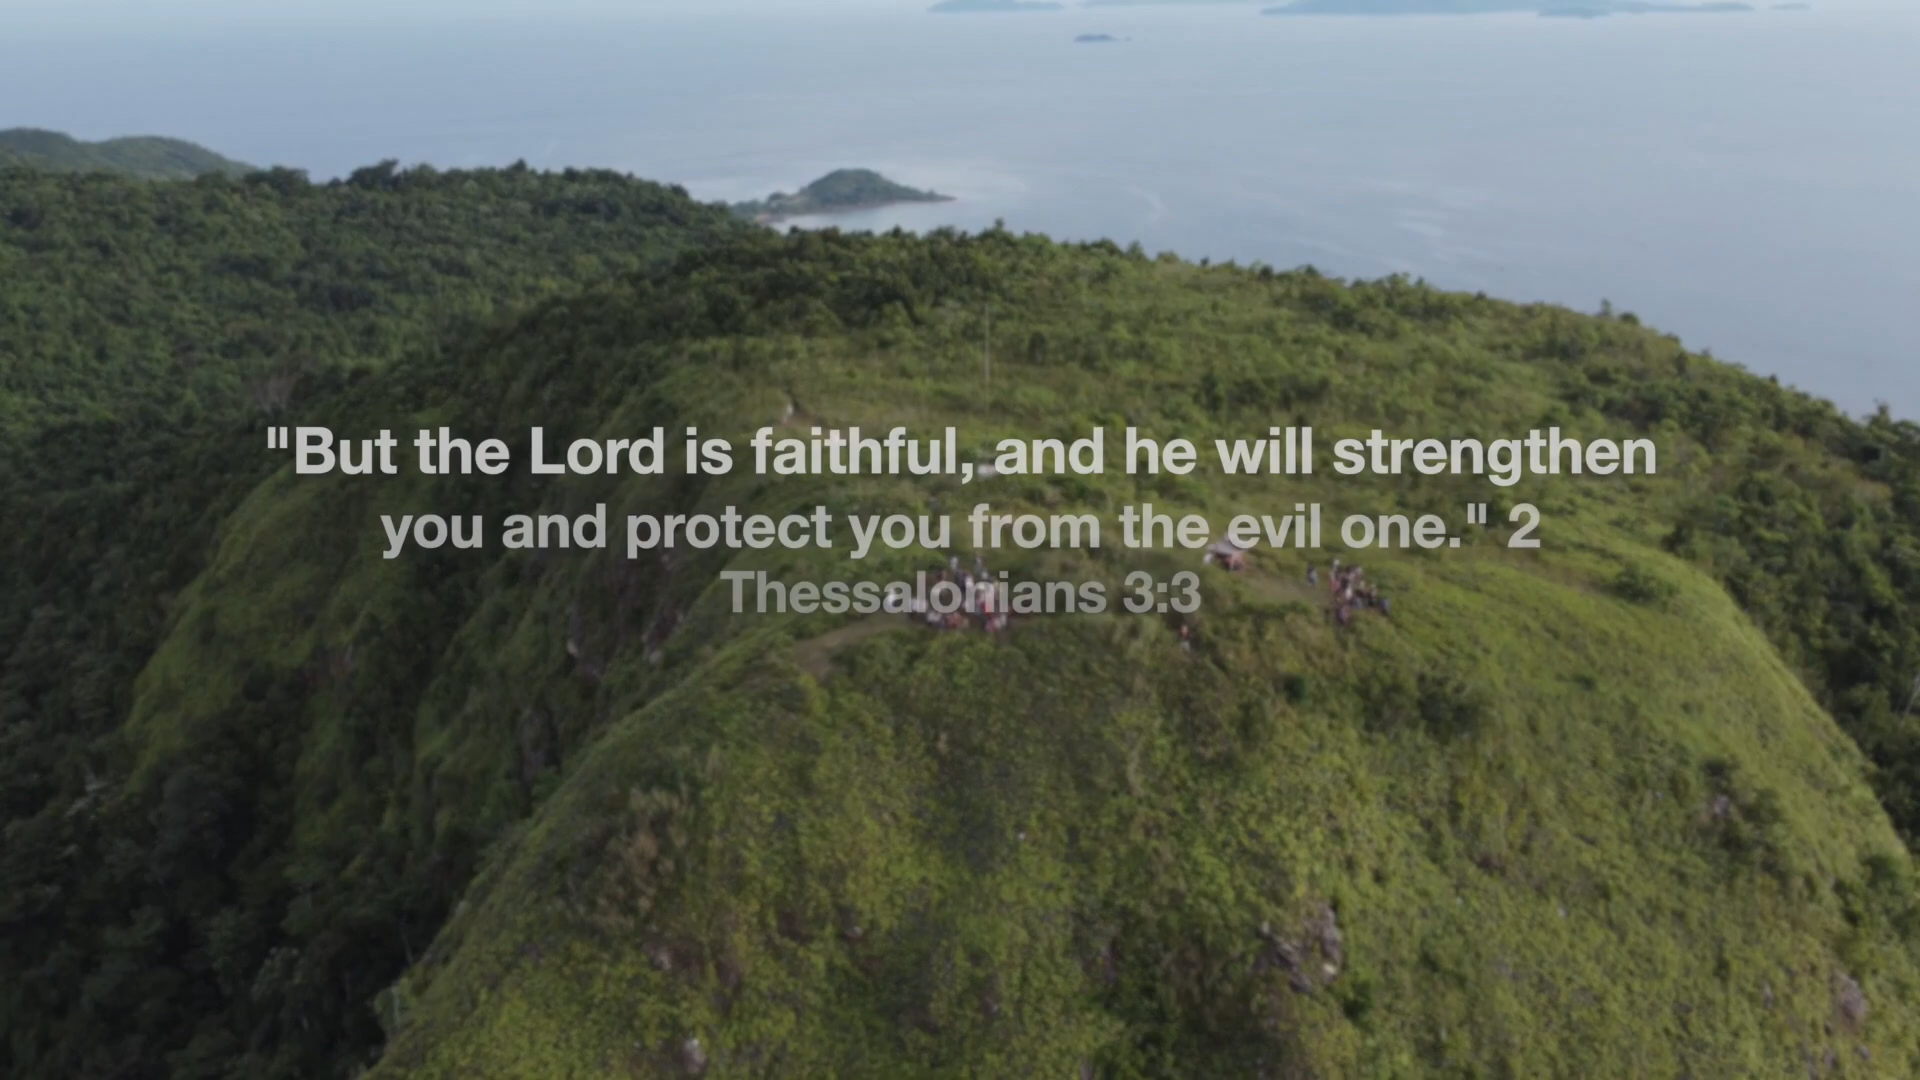 "But the Lord is faithful, and he will strengthen
you and protect you from the evil one." 2
Thessalonians 3:3